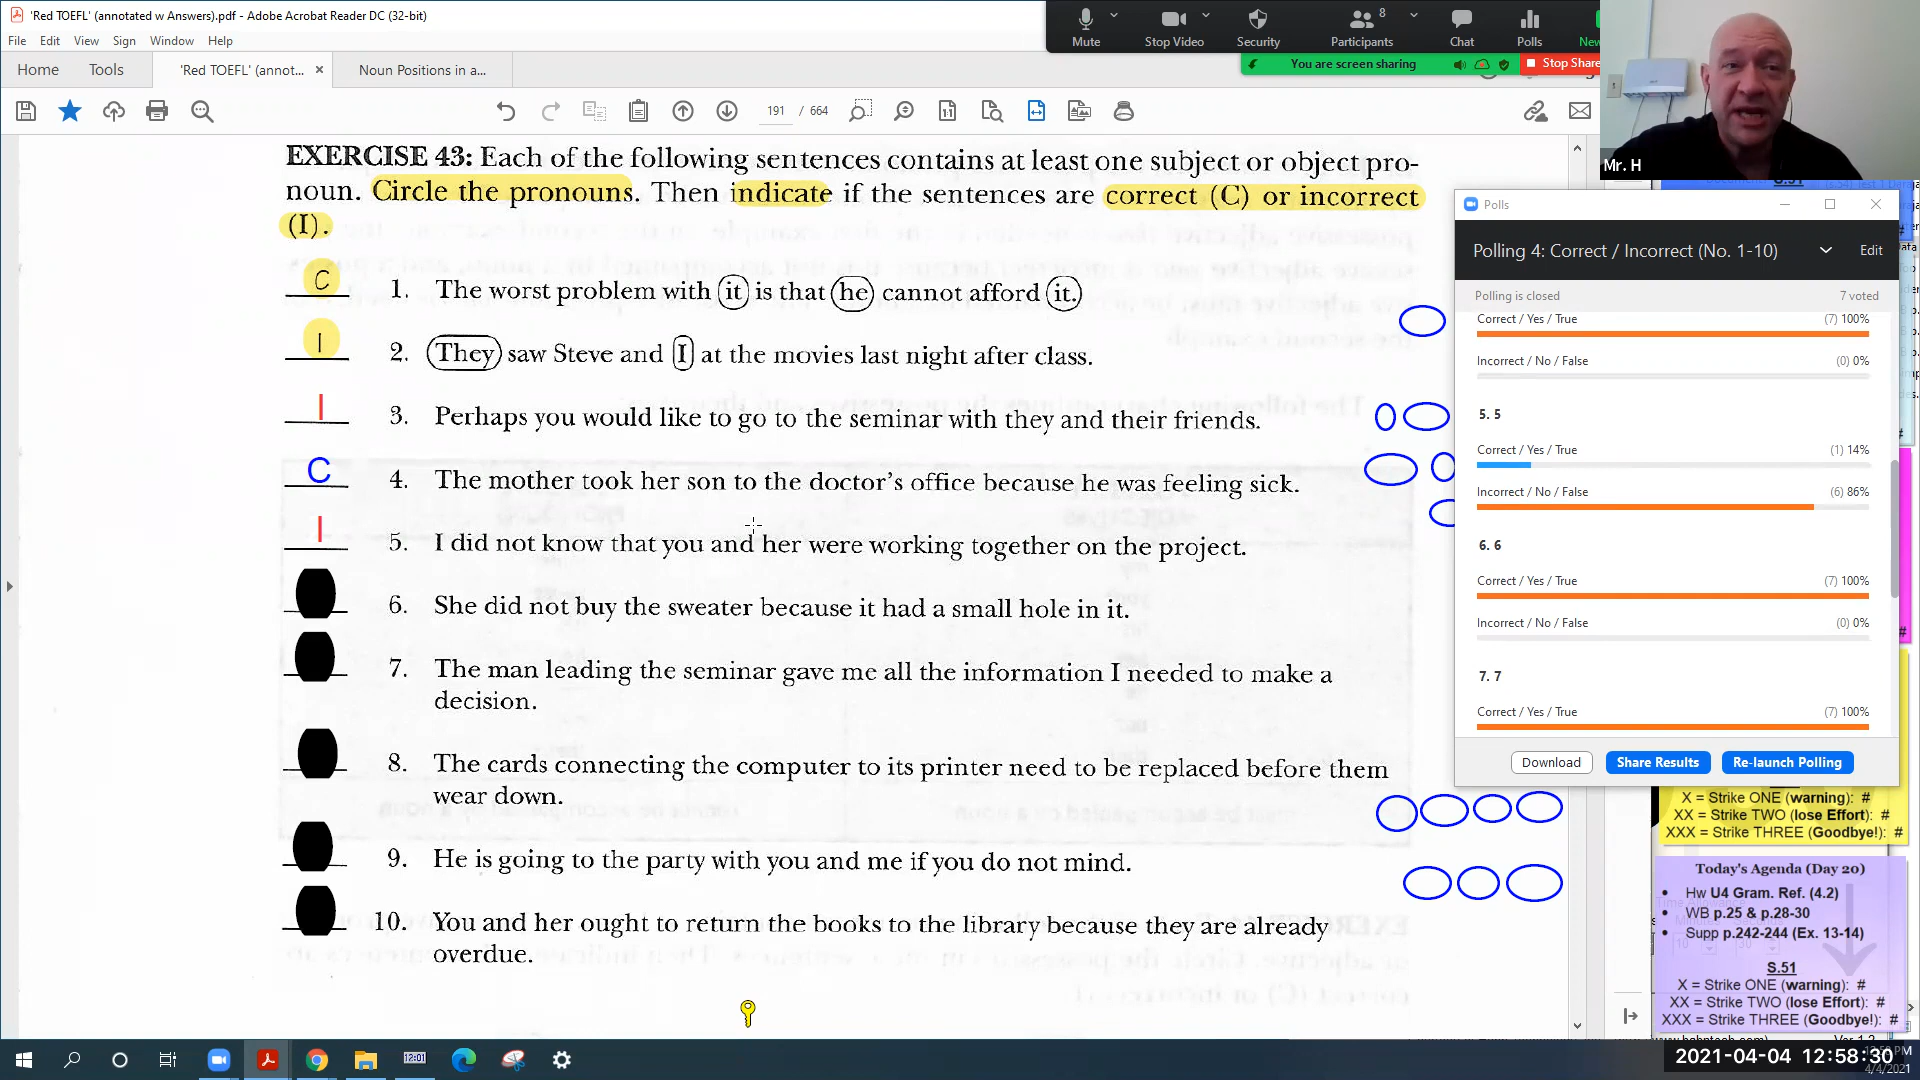 'Red TOEFL' (annotated w Answers).pdf - Adobe Acrobat Reader DC (32-bit)
File Edit View Sign Window Help
Home Tools 'Red TOEFL' (annot... × Noun Positions in a...
191 / 664
Mute Stop Video Security Participants 8 Chat Polls New
You are screen sharing Stop Share
Mr. H
EXERCISE 43: Each of the following sentences contains at least one subject or object pro-
noun. Circle the pronouns. Then indicate if the sentences are correct (C) or incorrect
(I).
C 1. The worst problem with it is that he cannot afford it.
I 2. They saw Steve and I at the movies last night after class.
I 3. Perhaps you would like to go to the seminar with they and their friends.
C 4. The mother took her son to the doctor's office because he was feeling sick.
I 5. I did not know that you and her were working together on the project.
6. She did not buy the sweater because it had a small hole in it.
7. The man leading the seminar gave me all the information I needed to make a
decision.
8. The cards connecting the computer to its printer need to be replaced before them
wear down.
9. He is going to the party with you and me if you do not mind.
10. You and her ought to return the books to the library because they are already
overdue.
Polls
Polling 4: Correct / Incorrect (No. 1-10) Edit
Polling is closed 7 voted
Correct / Yes / True (7) 100%
Incorrect / No / False (0) 0%
5. 5
Correct / Yes / True (1) 14%
Incorrect / No / False (6) 86%
6. 6
Correct / Yes / True (7) 100%
Incorrect / No / False (0) 0%
7. 7
Correct / Yes / True (7) 100%
Download Share Results Re-launch Polling
X = Strike ONE (warning): #
XX = Strike TWO (lose Effort): #
XXX = Strike THREE (Goodbye!): #
Today's Agenda (Day 20)
• Hw U4 Gram. Ref. (4.2)
• WB p.25 & p.28-30
• Supp p.242-244 (Ex. 13-14)
S.51
X = Strike ONE (warning): #
XX = Strike TWO (lose Effort): #
XXX = Strike THREE (Goodbye!): #
12:01
2021-04-04 12:58:30
4/4/2021